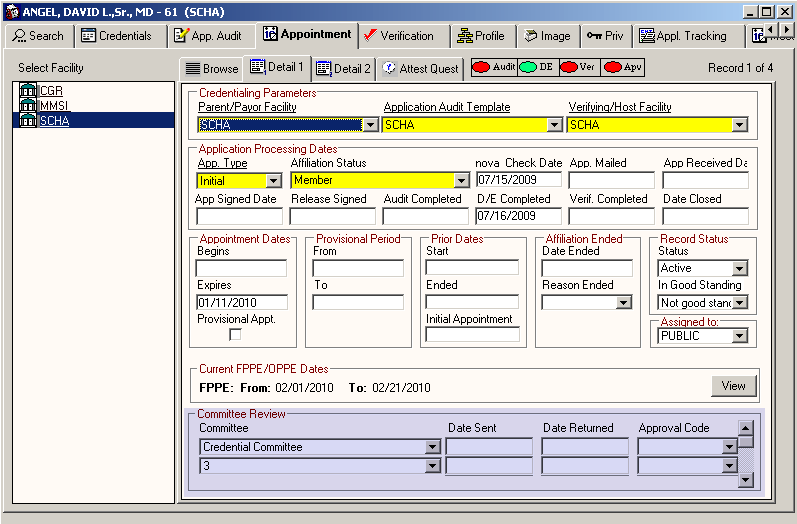 ANGEL, DAVID L.,Sr., MD - 61 (SCHA)
Search Credentials App. Audit Appointment Verification Profile Image Priv Appl. Tracking
Select Facility
CGR
MMSI
SCHA
Browse Detail 1 Detail 2 Attest Quest Audit DE Ver Apv Record 1 of 4
Credentialing Parameters
Parent/Payor Facility Application Audit Template Verifying/Host Facility
SCHA SCHA SCHA
Application Processing Dates
App. Type Affiliation Status nova Check Date App. Mailed App Received Da
Initial Member 07/15/2009
App Signed Date Release Signed Audit Completed D/E Completed Verif. Completed Date Closed
07/16/2009
Appointment Dates Provisional Period Prior Dates Affiliation Ended Record Status
Begins From Start Date Ended Status
Active
Expires To Ended Reason Ended In Good Standing
01/11/2010 Not good stanc
Provisional Appt. Initial Appointment Assigned to:
PUBLIC
Current FPPE/OPPE Dates
FPPE: From: 02/01/2010 To: 02/21/2010 View
Committee Review
Committee Date Sent Date Returned Approval Code
Credential Committee
3